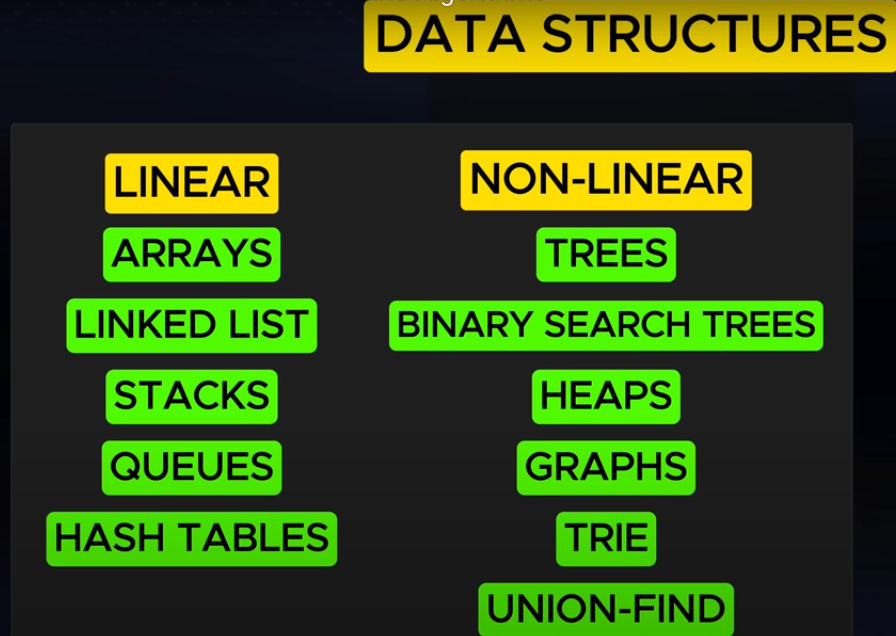 DATA STRUCTURES
LINEAR
ARRAYS
LINKED LIST
STACKS
QUEUES
HASH TABLES
NON-LINEAR
TREES
BINARY SEARCH TREES
HEAPS
GRAPHS
TRIE
UNION-FIND